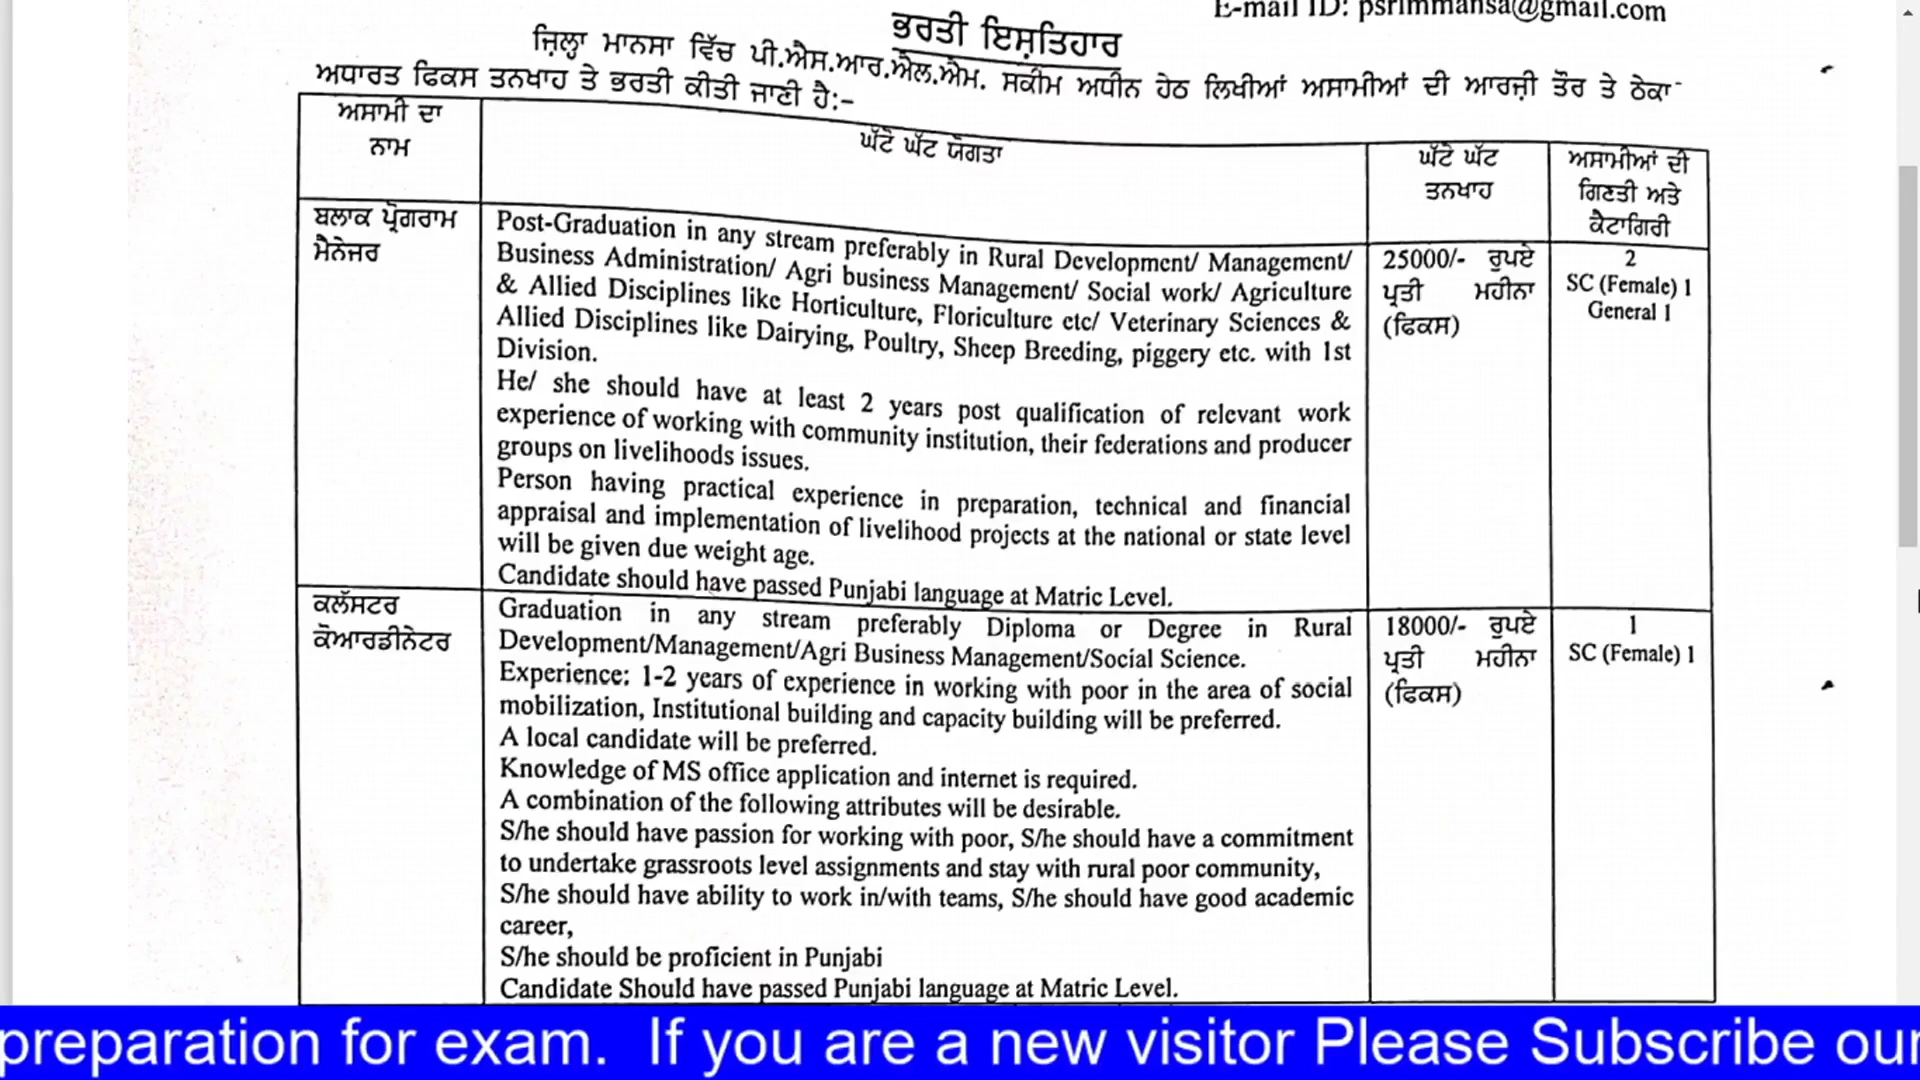 E-mail ID: psrlmmansa@gmail.com
ਭਰਤੀ ਇਸ਼ਤਿਹਾਰ
ਜ਼ਿਲ੍ਹਾ ਮਾਨਸਾ ਵਿੱਚ ਪੀ.ਐਸ.ਆਰ.ਐਲ.ਐਮ. ਸਕੀਮ ਅਧੀਨ ਹੇਠ ਲਿਖੀਆਂ ਅਸਾਮੀਆਂ ਦੀ ਆਰਜ਼ੀ ਤੌਰ ਤੇ ਠੇਕਾ
ਅਧਾਰਤ ਫਿਕਸ ਤਨਖਾਹ ਤੇ ਭਰਤੀ ਕੀਤੀ ਜਾਣੀ ਹੈ:-
ਅਸਾਮੀ ਦਾ
ਨਾਮ
ਘੱਟੋ ਘੱਟ ਯੋਗਤਾ
ਘੱਟੋ ਘੱਟ
ਤਨਖਾਹ
ਅਸਾਮੀਆਂ ਦੀ
ਗਿਣਤੀ ਅਤੇ
ਕੈਟਾਗਿਰੀ
ਬਲਾਕ ਪ੍ਰੋਗਰਾਮ
ਮੈਨੇਜਰ
Post-Graduation in any stream preferably in Rural Development/ Management/
Business Administration/ Agri business Management/ Social work/ Agriculture
& Allied Disciplines like Horticulture, Floriculture etc/ Veterinary Sciences &
Allied Disciplines like Dairying, Poultry, Sheep Breeding, piggery etc. with 1st
Division.
He/ she should have at least 2 years post qualification of relevant work
experience of working with community institution, their federations and producer
groups on livelihoods issues.
Person having practical experience in preparation, technical and financial
appraisal and implementation of livelihood projects at the national or state level
will be given due weight age.
Candidate should have passed Punjabi language at Matric Level.
25000/- ਰੁਪਏ
ਪ੍ਰਤੀ ਮਹੀਨਾ
(ਫਿਕਸ)
2
SC (Female) 1
General 1
ਕਲੱਸਟਰ
ਕੋਆਰਡੀਨੇਟਰ
Graduation in any stream preferably Diploma or Degree in Rural
Development/Management/Agri Business Management/Social Science.
Experience: 1-2 years of experience in working with poor in the area of social
mobilization, Institutional building and capacity building will be preferred.
A local candidate will be preferred.
Knowledge of MS office application and internet is required.
A combination of the following attributes will be desirable.
S/he should have passion for working with poor, S/he should have a commitment
to undertake grassroots level assignments and stay with rural poor community,
S/he should have ability to work in/with teams, S/he should have good academic
career,
S/he should be proficient in Punjabi
Candidate Should have passed Punjabi language at Matric Level.
18000/- ਰੁਪਏ
ਪ੍ਰਤੀ ਮਹੀਨਾ
(ਫਿਕਸ)
1
SC (Female) 1
preparation for exam. If you are a new visitor Please Subscribe our